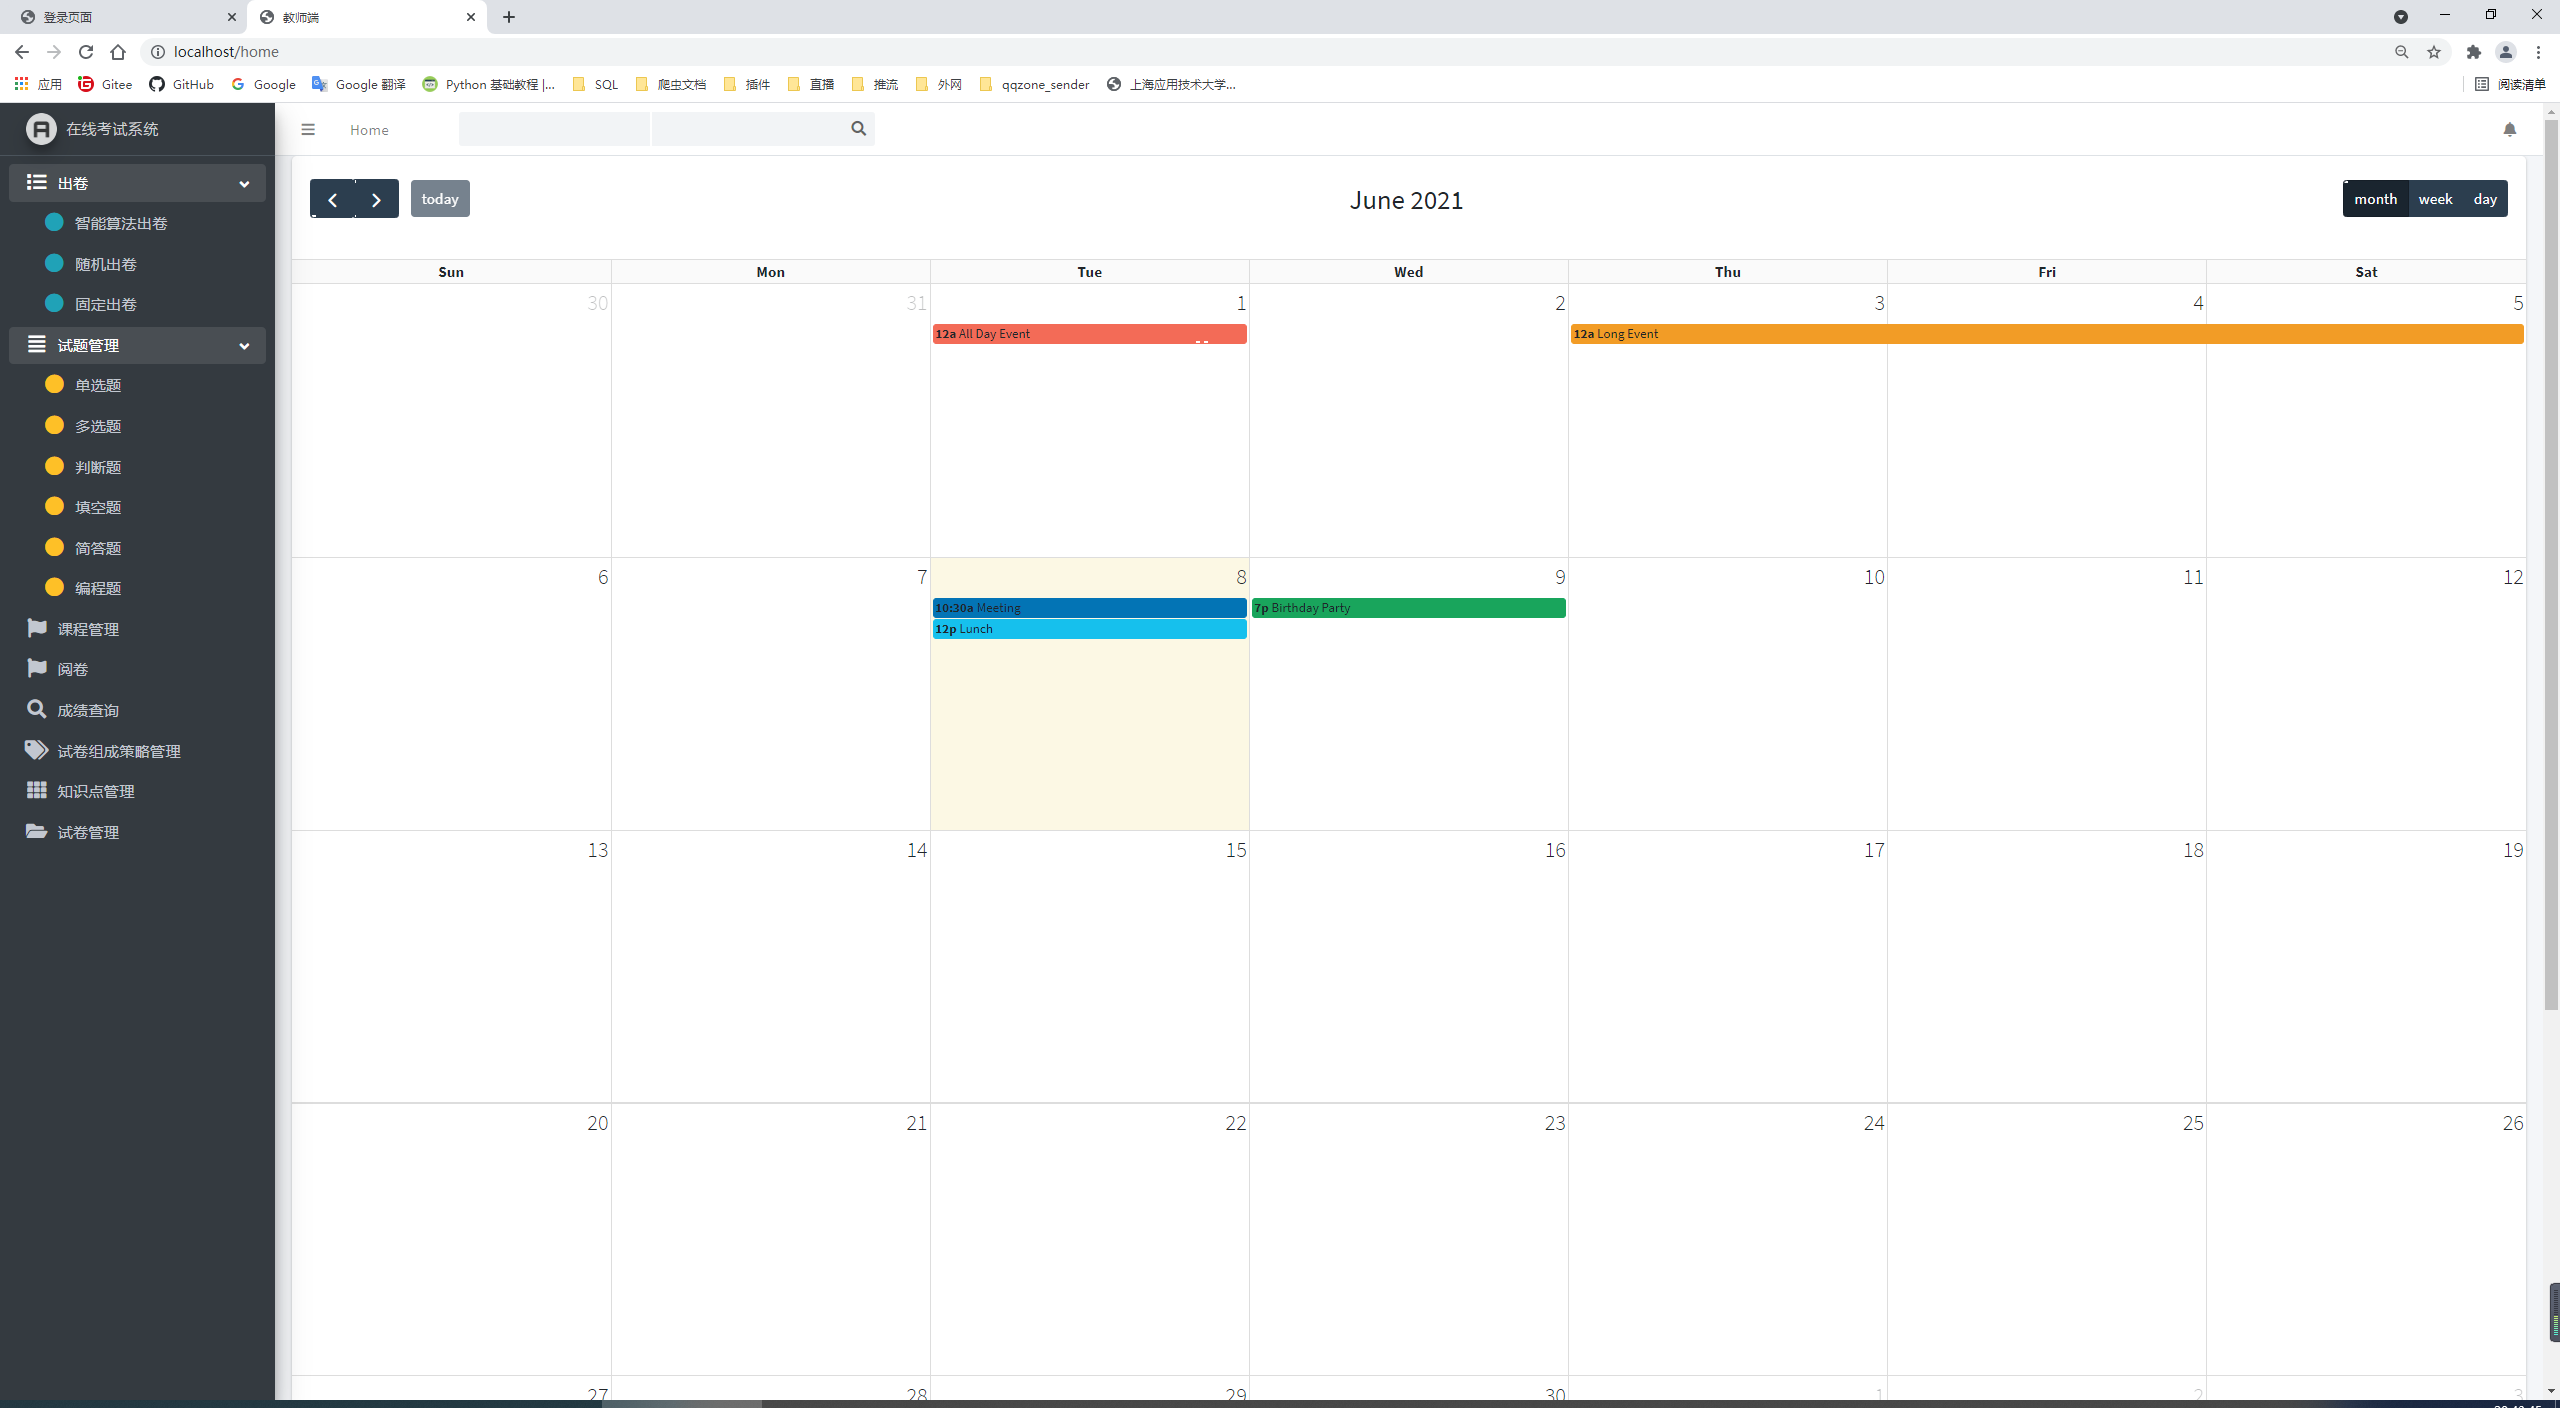 登录页面
教师端
localhost/home
应用 Gitee GitHub Google Google 翻译 Python 基础教程 |... SQL 爬虫文档 插件 直播 推流 外网 qqzone_sender 上海应用技术大学... 阅读清单
在线考试系统
Home
出卷
智能算法出卷
随机出卷
固定出卷
试题管理
单选题
多选题
判断题
填空题
简答题
编程题
课程管理
阅卷
成绩查询
试卷组成策略管理
知识点管理
试卷管理
today
June 2021
month week day
Sun Mon Tue Wed Thu Fri Sat
30 31 1 2 3 4 5
12a All Day Event
12a Long Event
6 7 8 9 10 11 12
10:30a Meeting
7p Birthday Party
12p Lunch
13 14 15 16 17 18 19
20 21 22 23 24 25 26
27 28 29 30 1 2 3